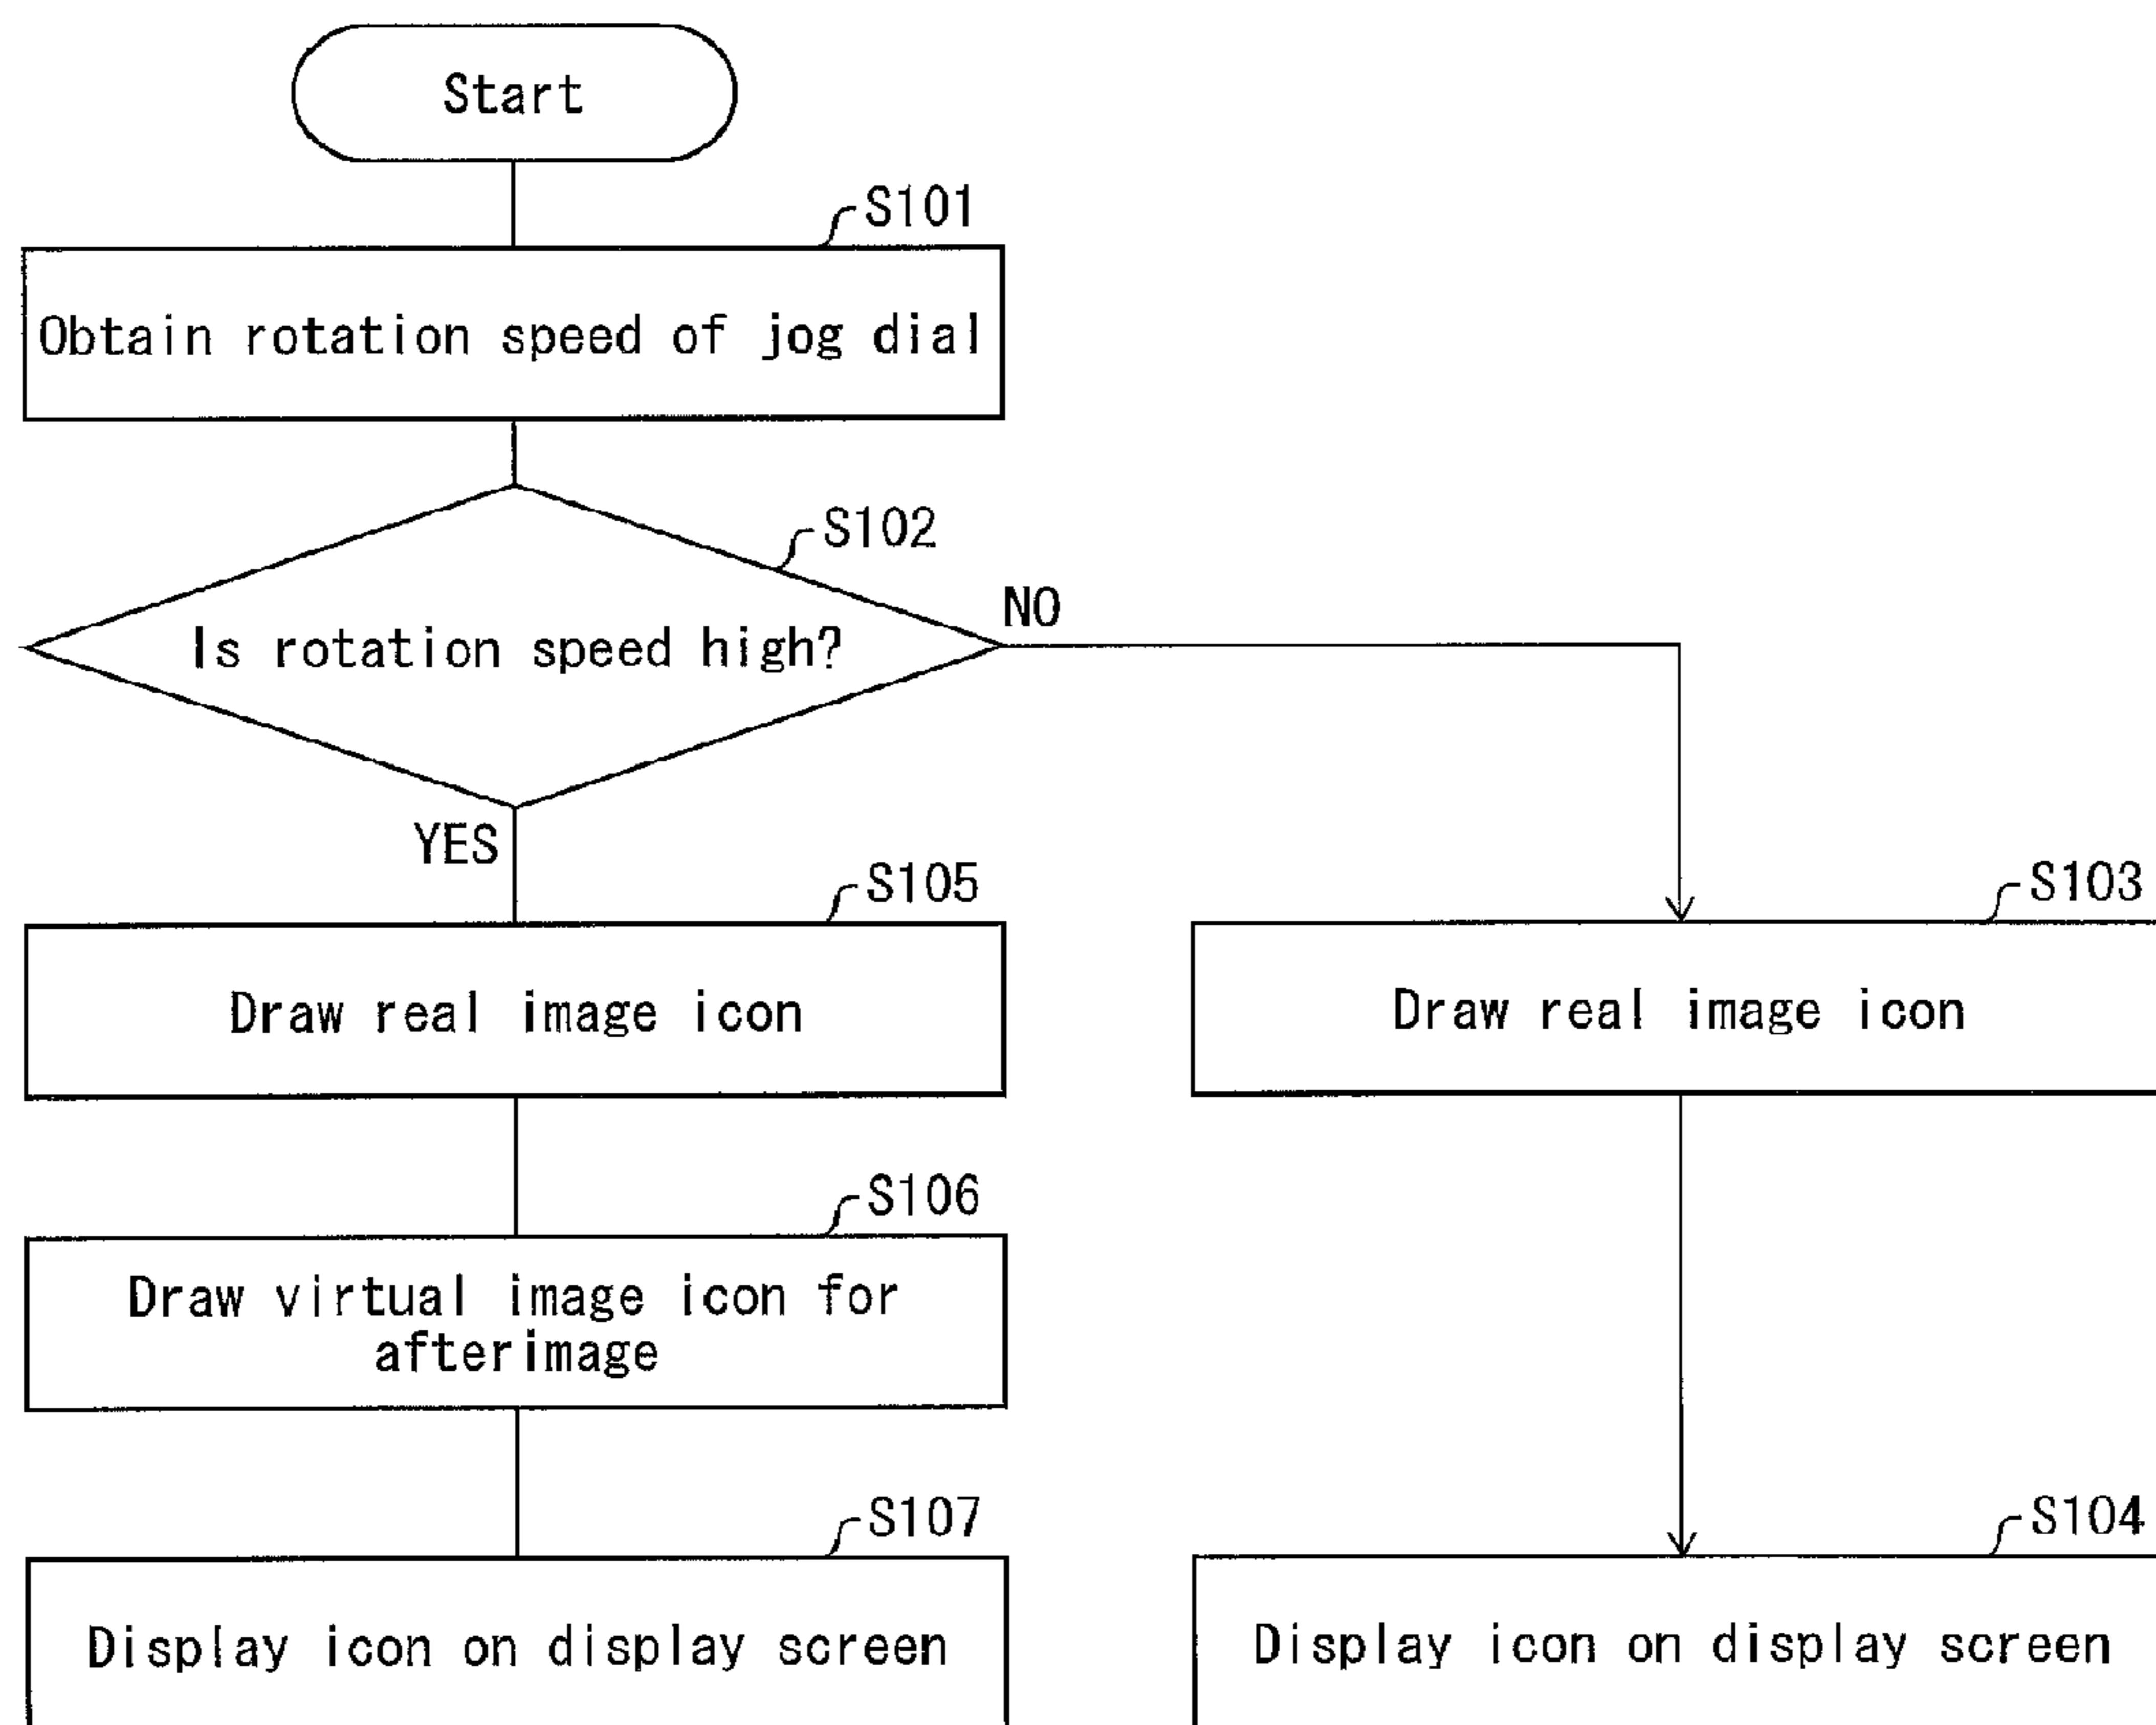 Start
S101
Obtain rotation speed of jog dial
S102
Is rotation speed high?
NO
YES
S105
Draw real image icon
S103
Draw real image icon
S106
Draw virtual image icon for
afterimage
S107
Display icon on display screen
S104
Display icon on display screen